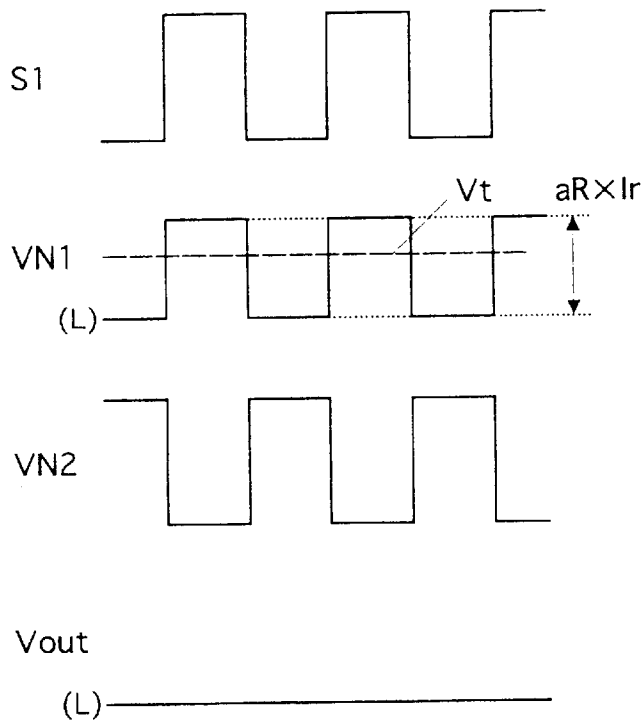 S1
Vt
aR×Ir
VN1
(L)
VN2
Vout
(L)